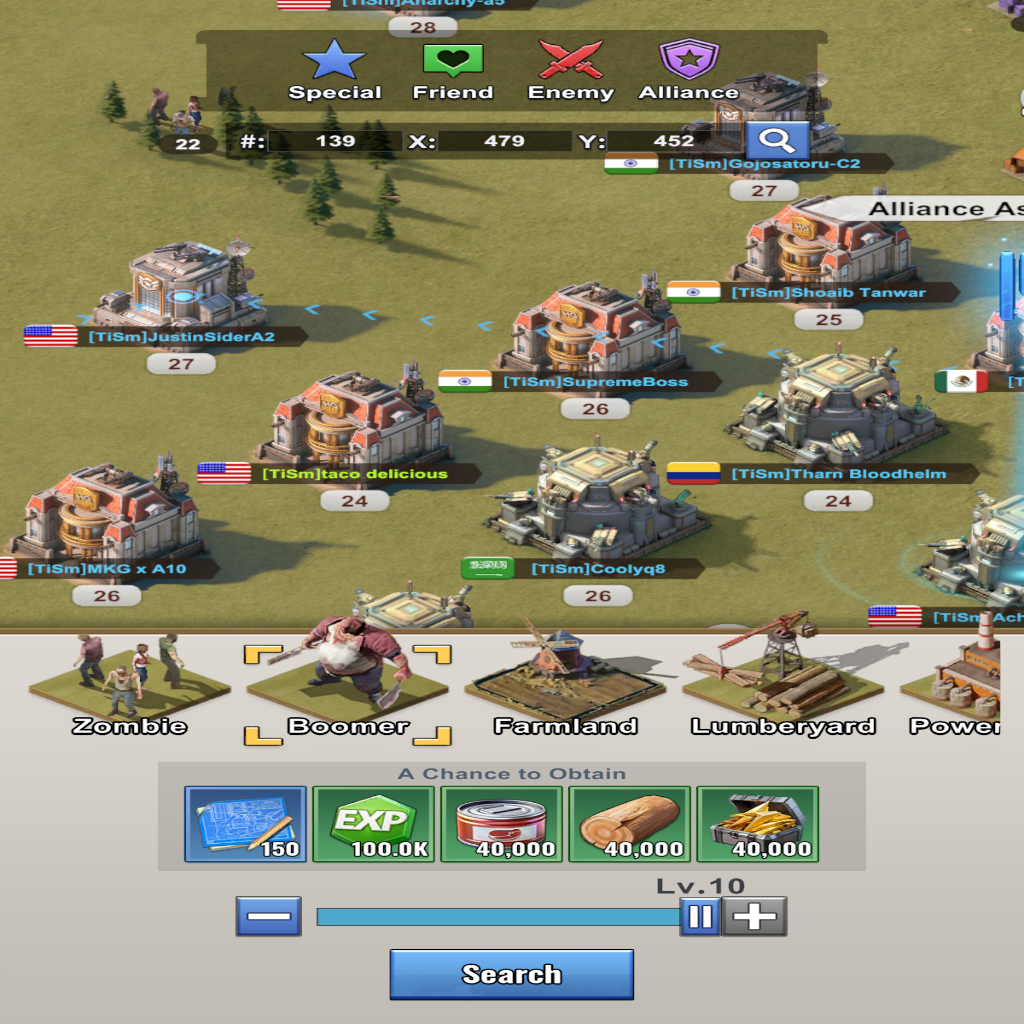 [TiSm]Anarchy-a5
28
Special Friend Enemy Alliance
22
#: 139 X: 479 Y: 452
[TiSm]Gojosatoru-C2
27
Alliance As
[TiSm]Shoaib Tanwar
25
[TiSm]JustinSiderA2
27
[TiSm]SupremeBoss
26
[T
[TiSm]taco delicious
24
[TiSm]Tharn Bloodhelm
24
[TiSm]MKG x A10
26
[TiSm]Coolyq8
26
[TiSm]Ach
Zombie Boomer Farmland Lumberyard Power
A Chance to Obtain
150 EXP 100.0K 40,000 40,000 40,000
Lv.10
Search